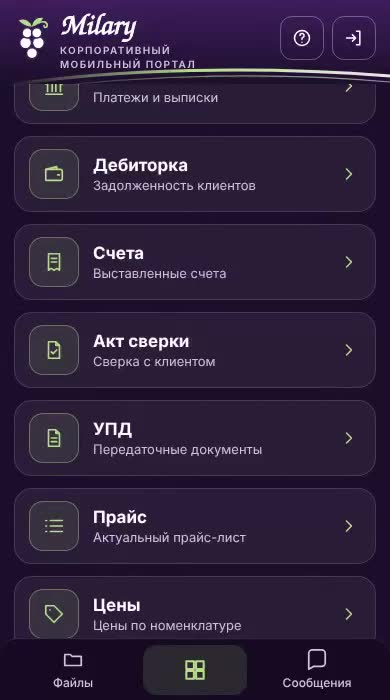 Milary
КОРПОРАТИВНЫЙ
МОБИЛЬНЫЙ ПОРТАЛ
Платежи и выписки
Дебиторка
Задолженность клиентов
Счета
Выставленные счета
Акт сверки
Сверка с клиентом
УПД
Передаточные документы
Прайс
Актуальный прайс-лист
Цены
Цены по номенклатуре
Файлы
Сообщения